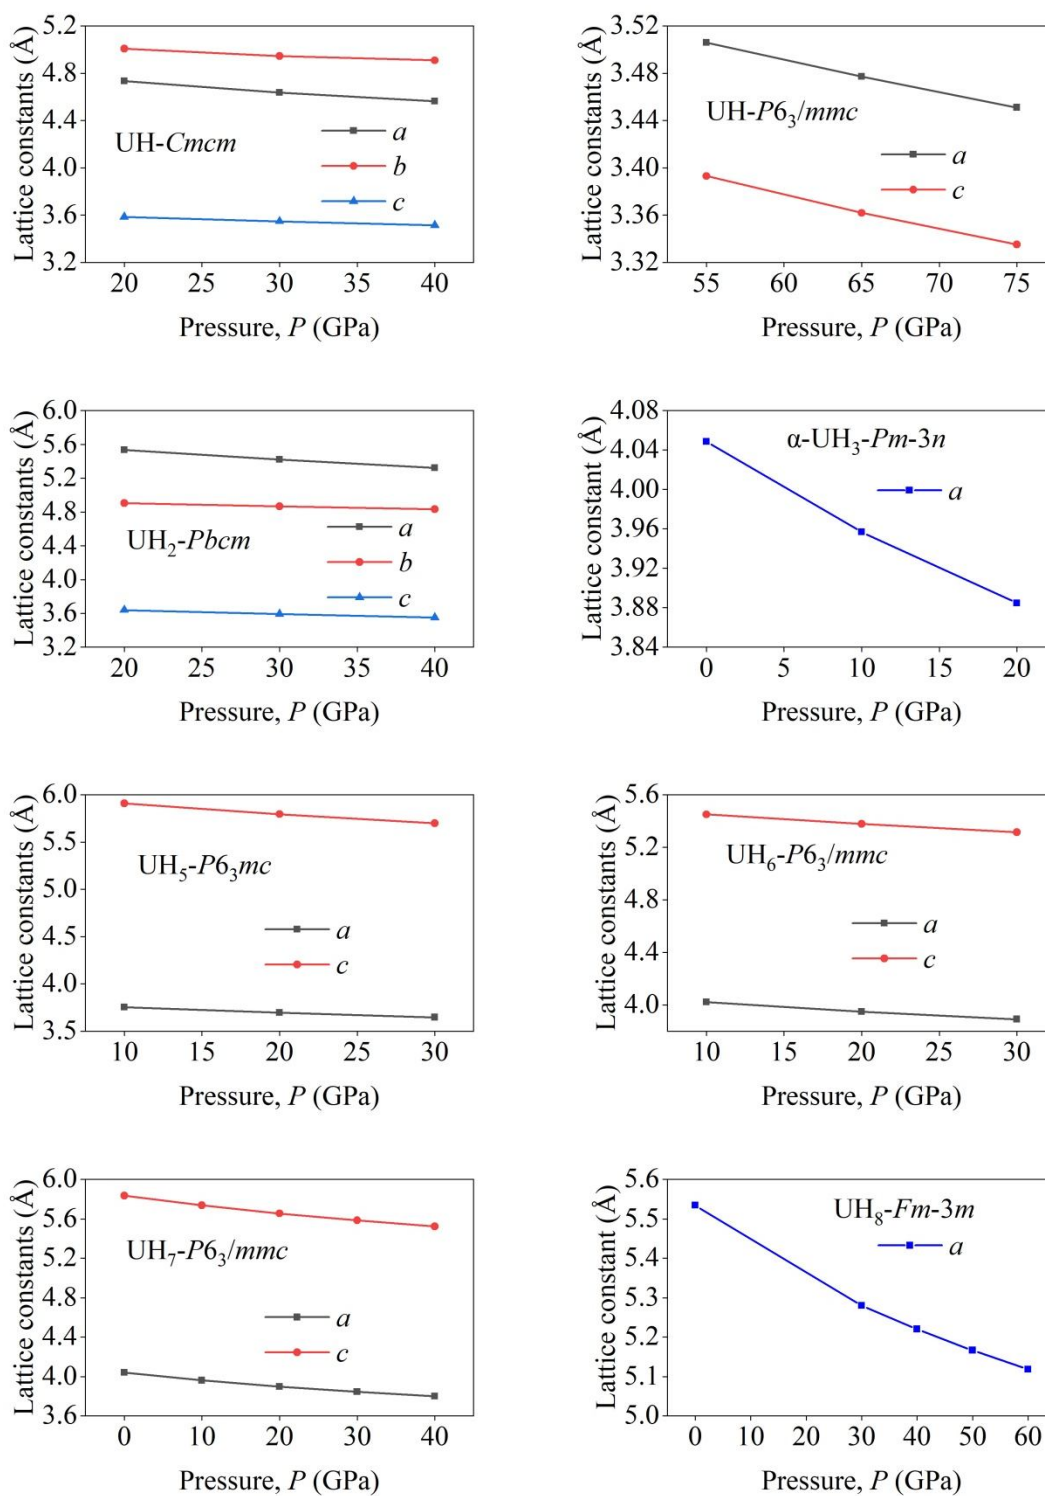 Lattice constants (Å)
5.2
4.8
4.4
4.0
3.6
3.2
UH-Cmcm
a
b
c
20 25 30 35 40
Pressure, P (GPa)
Lattice constants (Å)
3.52
3.48
3.44
3.40
3.36
3.32
UH-P6₃/mmc
a
c
55 60 65 70 75
Pressure, P (GPa)
Lattice constants (Å)
6.0
5.6
5.2
4.8
4.4
4.0
3.6
3.2
UH₂-Pbcm
a
b
c
20 25 30 35 40
Pressure, P (GPa)
Lattice constant (Å)
4.08
4.04
4.00
3.96
3.92
3.88
3.84
α-UH₃-Pm-3n
a
0 5 10 15 20
Pressure, P (GPa)
Lattice constants (Å)
6.0
5.5
5.0
4.5
4.0
3.5
UH₅-P6₃mc
a
c
10 15 20 25 30
Pressure, P (GPa)
Lattice constants (Å)
5.6
5.2
4.8
4.4
4.0
UH₆-P6₃/mmc
a
c
10 15 20 25 30
Pressure, P (GPa)
Lattice constants (Å)
6.0
5.6
5.2
4.8
4.4
4.0
3.6
UH₇-P6₃/mmc
a
c
0 10 20 30 40
Pressure, P (GPa)
Lattice constant (Å)
5.6
5.5
5.4
5.3
5.2
5.1
5.0
UH₈-Fm-3m
a
0 10 20 30 40 50 60
Pressure, P (GPa)